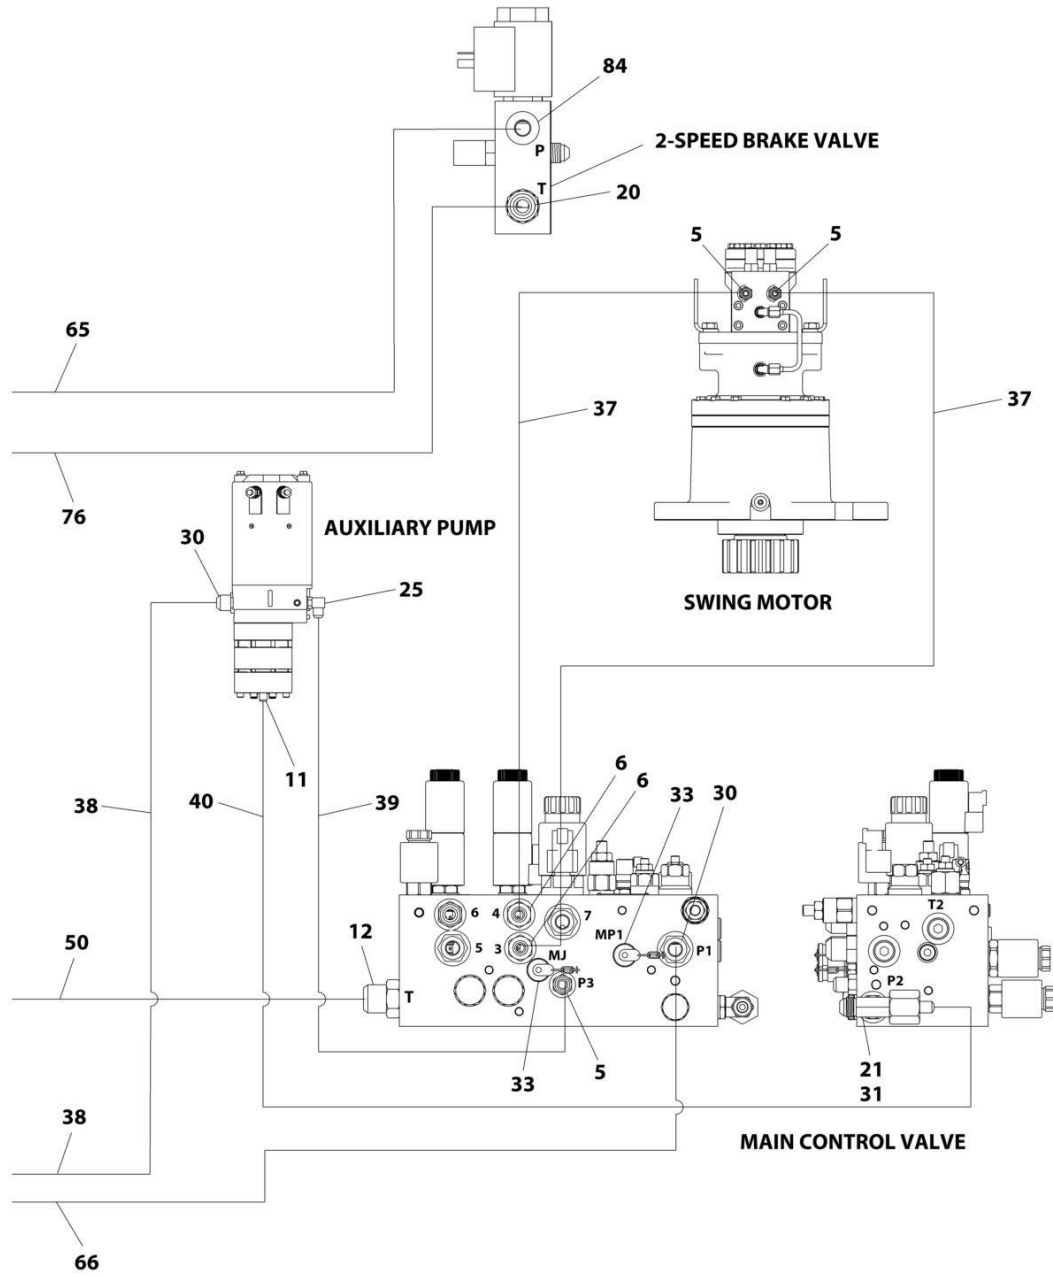 84
P
2-SPEED BRAKE VALVE
T
20
5
5
65
37
37
76
AUXILIARY PUMP
30
25
SWING MOTOR
11
6
6
33
30
38
40
39
6
4
7
T2
12
MP1
50
5
3
MJ
P1
T
P3
P2
33
5
21
31
38
MAIN CONTROL VALVE
66